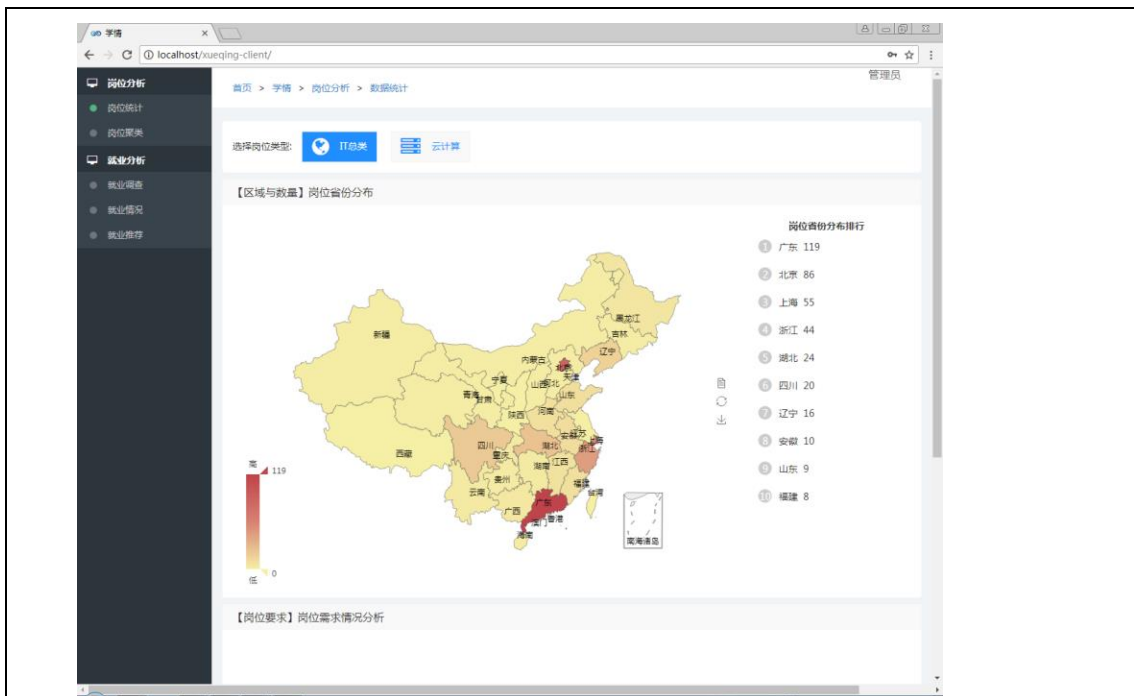 学情
localhost/xueqing-client/
管理员
岗位分析
岗位统计
岗位聚类
就业分析
就业调查
就业情况
就业推荐
首页 > 学情 > 岗位分析 > 数据统计
选择岗位类型: IT总类 云计算
【区域与数量】岗位省份分布
黑龙江
吉林
新疆
辽宁
内蒙古
北京
天津
宁夏
山西
河北
青海
甘肃
山东
陕西
河南
江苏
安徽
上海
四川
湖北
浙江
西藏
重庆
湖南
江西
贵州
福建
云南
台湾
广东
广西
澳门
香港
海南
南海诸岛
高
119
0
低
岗位省份分布排行
1 广东 119
2 北京 86
3 上海 55
4 浙江 44
5 湖北 24
6 四川 20
7 辽宁 16
8 安徽 10
9 山东 9
10 福建 8
【岗位要求】岗位需求情况分析